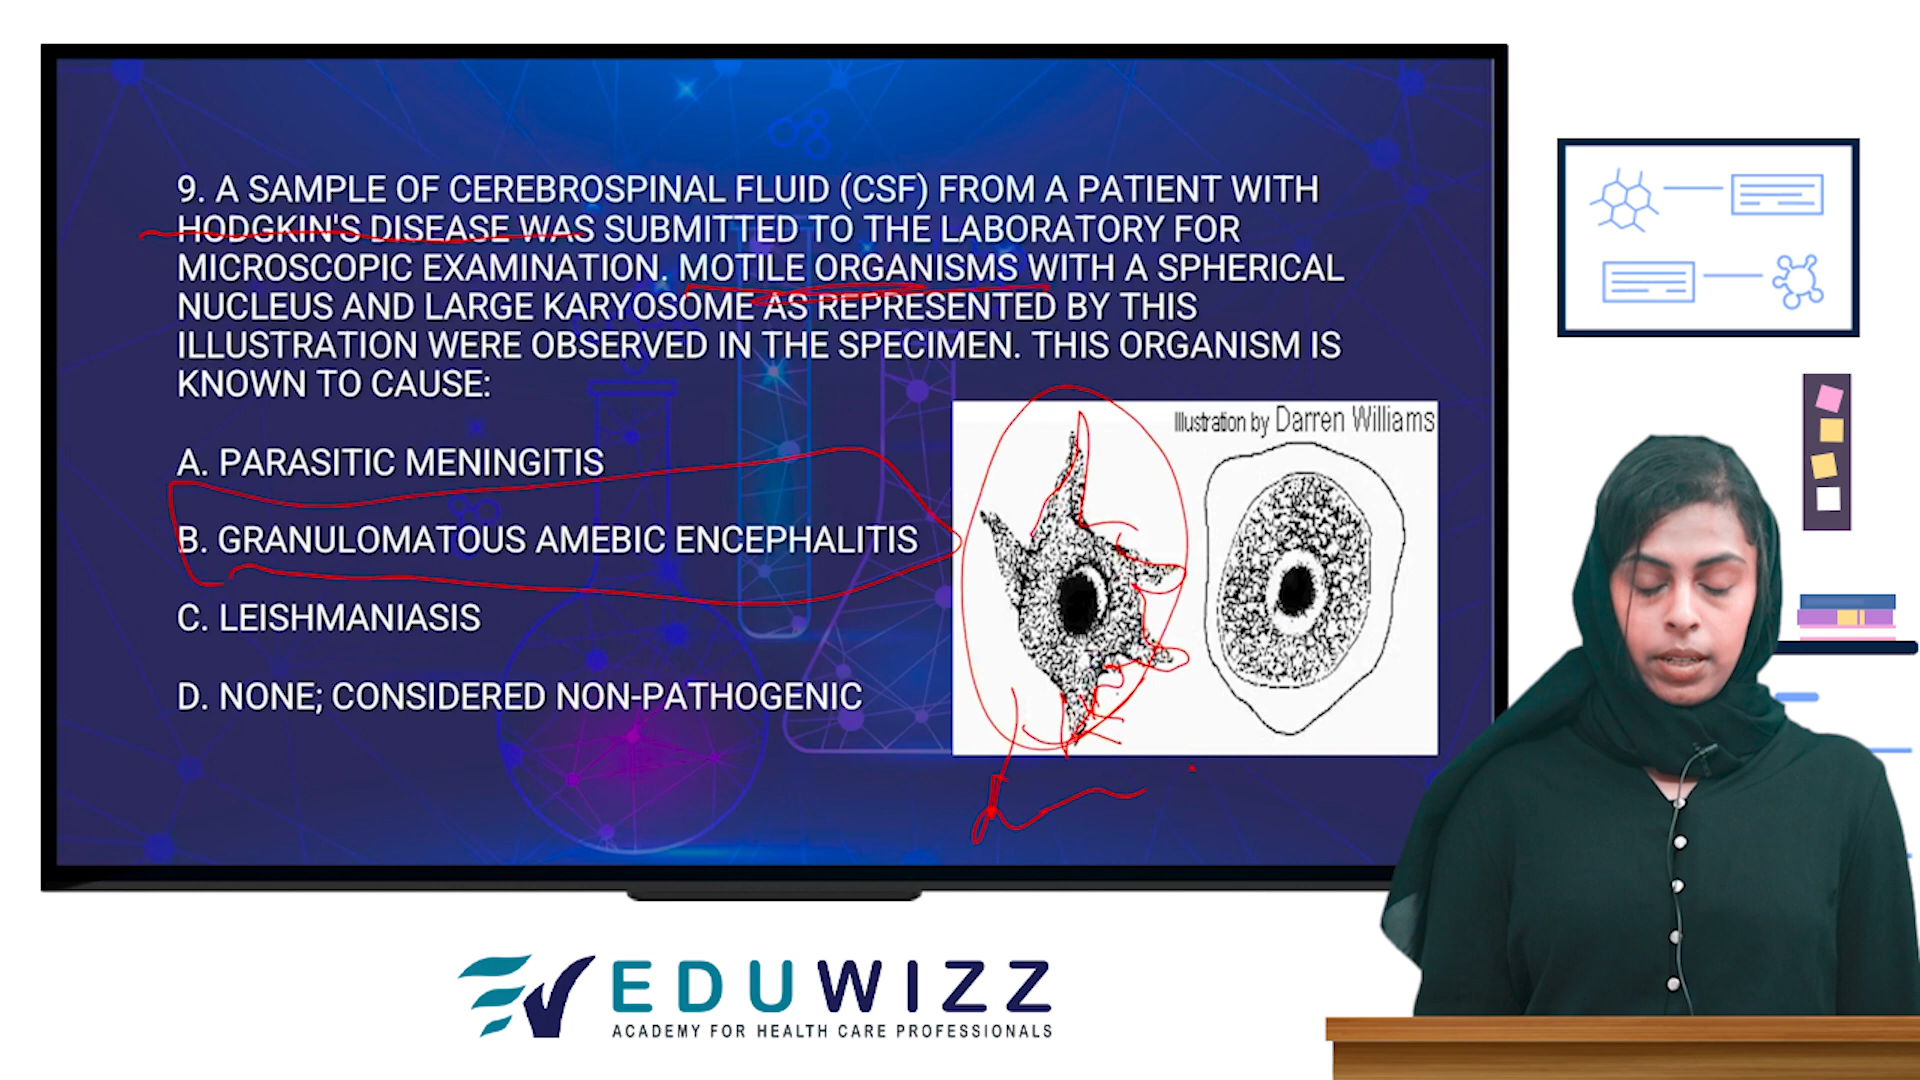 9. A SAMPLE OF CEREBROSPINAL FLUID (CSF) FROM A PATIENT WITH
HODGKIN'S DISEASE WAS SUBMITTED TO THE LABORATORY FOR
MICROSCOPIC EXAMINATION. MOTILE ORGANISMS WITH A SPHERICAL
NUCLEUS AND LARGE KARYOSOME AS REPRESENTED BY THIS
ILLUSTRATION WERE OBSERVED IN THE SPECIMEN. THIS ORGANISM IS
KNOWN TO CAUSE:
A. PARASITIC MENINGITIS
B. GRANULOMATOUS AMEBIC ENCEPHALITIS
C. LEISHMANIASIS
D. NONE; CONSIDERED NON-PATHOGENIC
Illustration by Darren Williams
EDUWIZZ
ACADEMY FOR HEALTH CARE PROFESSIONALS